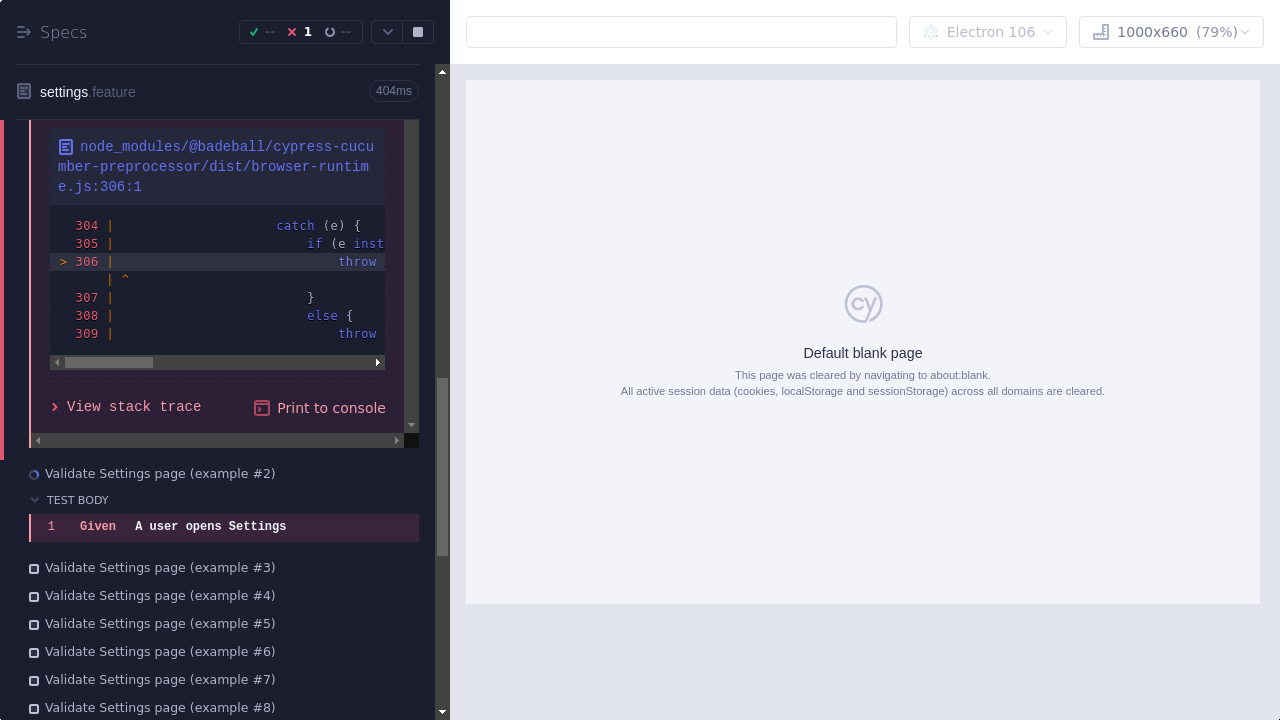 Specs
-- 1 --
settings.feature
404ms
node_modules/@badeball/cypress-cucu
mber-preprocessor/dist/browser-runtim
e.js:306:1
304 | catch (e) {
305 | if (e inst
> 306 | throw
| ^
307 | }
308 | else {
309 | throw
View stack trace
Print to console
Validate Settings page (example #2)
TEST BODY
1 Given A user opens Settings
Validate Settings page (example #3)
Validate Settings page (example #4)
Validate Settings page (example #5)
Validate Settings page (example #6)
Validate Settings page (example #7)
Validate Settings page (example #8)
Electron 106
1000x660 (79%)
cy
Default blank page
This page was cleared by navigating to about:blank.
All active session data (cookies, localStorage and sessionStorage) across all domains are cleared.